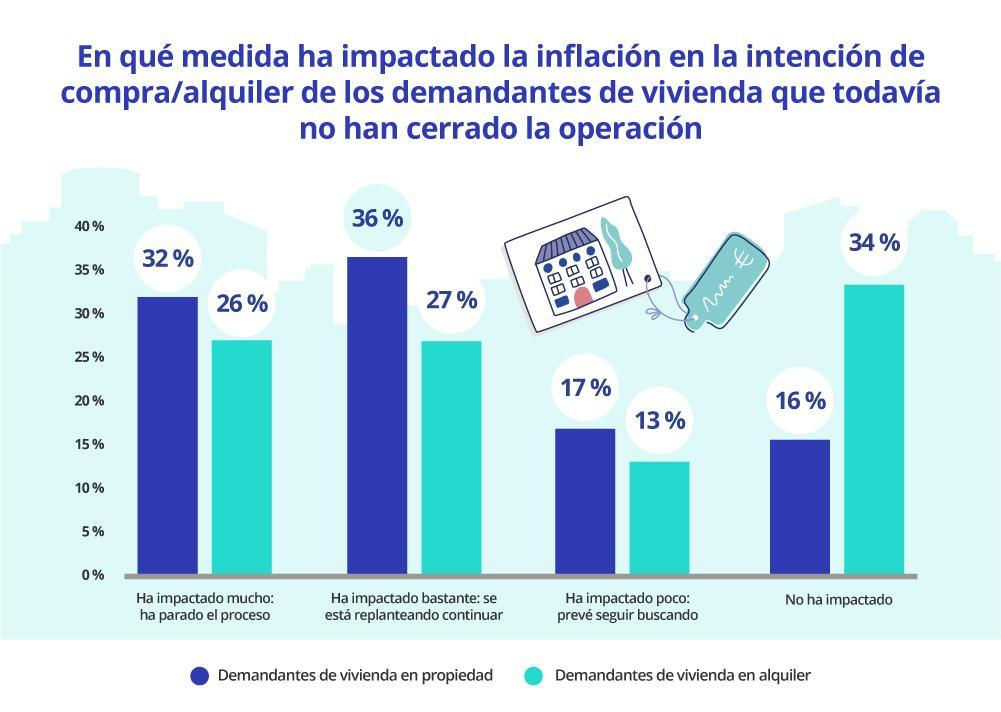 En qué medida ha impactado la inflación en la intención de
compra/alquiler de los demandantes de vivienda que todavía
no han cerrado la operación
40 %
35 %
30 %
25 %
20 %
15 %
10 %
5 %
0 %
32 %
26 %
36 %
27 %
17 %
13 %
16 %
34 %
€
Ha impactado mucho:
ha parado el proceso
Ha impactado bastante: se
está replanteando continuar
Ha impactado poco:
prevé seguir buscando
No ha impactado
Demandantes de vivienda en propiedad
Demandantes de vivienda en alquiler